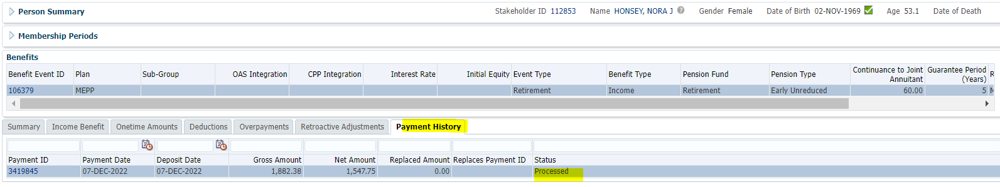 Person Summary Stakeholder ID 112853 Name HONSEY, NORA J Gender Female Date of Birth 02-NOV-1969 Age 53.1 Date of Death
Membership Periods
Benefits
Benefit Event ID Plan Sub-Group OAS Integration CPP Integration Interest Rate Initial Equity Event Type Benefit Type Pension Fund Pension Type Continuance to Joint Annuitant Guarantee Period (Years) R
106379 MEPP Retirement Income Retirement Early Unreduced 60.00 5 M
Summary Income Benefit Onetime Amounts Deductions Overpayments Retroactive Adjustments Payment History
Payment ID Payment Date Deposit Date Gross Amount Net Amount Replaced Amount Replaces Payment ID Status
3419845 07-DEC-2022 07-DEC-2022 1,882.38 1,547.75 0.00 Processed